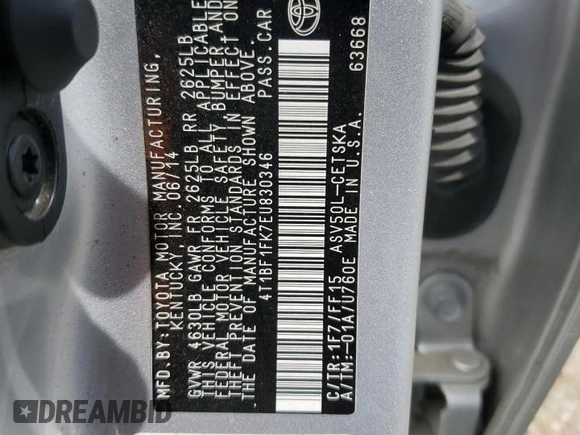 MFD. BY: TOYOTA MOTOR MANUFACTURING,
KENTUCKY, INC. 06/14
GVWR 4630LB GAWR FR 2625LB, RR 2625LB
THIS VEHICLE CONFORMS TO ALL APPLICABLE
FEDERAL MOTOR VEHICLE SAFETY, BUMPER, AND
THEFT PREVENTION STANDARDS IN EFFECT ON
THE DATE OF MANUFACTURE SHOWN ABOVE.
4T1BF1FK7EU830346 PASS.CAR
C/TR: 1F7/FF15 ASV50L-CETSKA
A/TM: -01A/U760E MADE IN U.S.A.
63668
DREAMBID